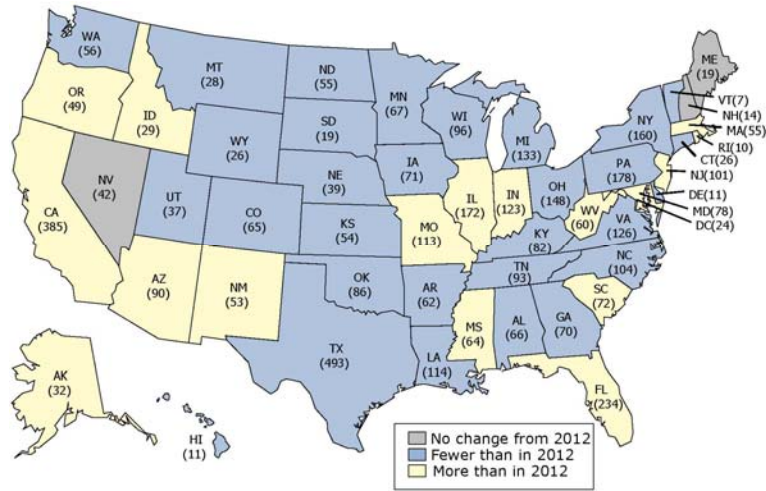 WA
(56)
MT
(28)
ND
(55)
MN
(67)
ME
(19)
OR
(49)
ID
(29)
WY
(26)
SD
(19)
WI
(96)
MI
(133)
NY
(160)
VT(7)
NH(14)
MA(55)
RI(10)
CT(26)
NJ(101)
DE(11)
MD(78)
DC(24)
NV
(42)
UT
(37)
CO
(65)
NE
(39)
IA
(71)
IL
(172)
IN
(123)
OH
(148)
PA
(178)
CA
(385)
KS
(54)
MO
(113)
KY
(82)
WV
(60)
VA
(126)
AZ
(90)
NM
(53)
OK
(86)
AR
(62)
TN
(93)
NC
(104)
SC
(72)
TX
(493)
LA
(114)
MS
(64)
AL
(66)
GA
(70)
FL
(234)
AK
(32)
HI
(11)
No change from 2012
Fewer than in 2012
More than in 2012